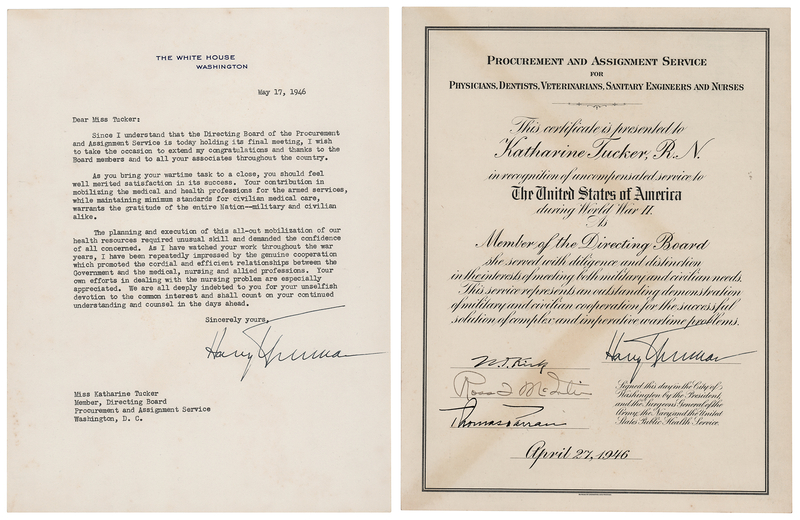 THE WHITE HOUSE
WASHINGTON
May 17, 1946
Dear Miss Tucker:
Since I understand that the Directing Board of the Procurement
and Assignment Service is today holding its final meeting, I wish
to take the occasion to extend my congratulations and thanks to the
Board members and to all your associates throughout the country.
As you bring your wartime task to a close, you should feel
well merited satisfaction in its success. Your contribution in
mobilizing the medical and health professions for the armed services,
while maintaining minimum standards for civilian medical care,
warrants the gratitude of the entire Nation--military and civilian
alike.
The planning and execution of this all-out mobilization of our
health resources required unusual skill and demanded the confidence
of all concerned. As I have watched your work throughout the war
years, I have been repeatedly impressed by the genuine cooperation
which promoted the cordial and efficient relationships between the
Government and the medical, nursing and allied professions. Your
own efforts in dealing with the nursing problem are especially
appreciated. We are all deeply indebted to you for your unselfish
devotion to the common interest and shall count on your continued
understanding and counsel in the days ahead.
Sincerely yours,
Harry Truman
Miss Katharine Tucker
Member, Directing Board
Procurement and Assignment Service
Washington, D. C.
PROCUREMENT AND ASSIGNMENT SERVICE
FOR
PHYSICIANS, DENTISTS, VETERINARIANS, SANITARY ENGINEERS AND NURSES
This certificate is presented to
Katharine Tucker, R.N.
in recognition of uncompensated service to
The United States of America
during World War II.
As
Member of the Directing Board
she served with diligence and distinction
in the interests of meeting both military and civilian needs.
This service represents an outstanding demonstration
of military and civilian cooperation for the successful
solution of complex and imperative wartime problems.
N.T. Kirk
Harry Truman
Ross T McIntire
Thomas Parran
Signed this day in the City of
Washington by the President,
and the Surgeons General of the
Army, the Navy and the United
States Public Health Service.
April 27, 1946